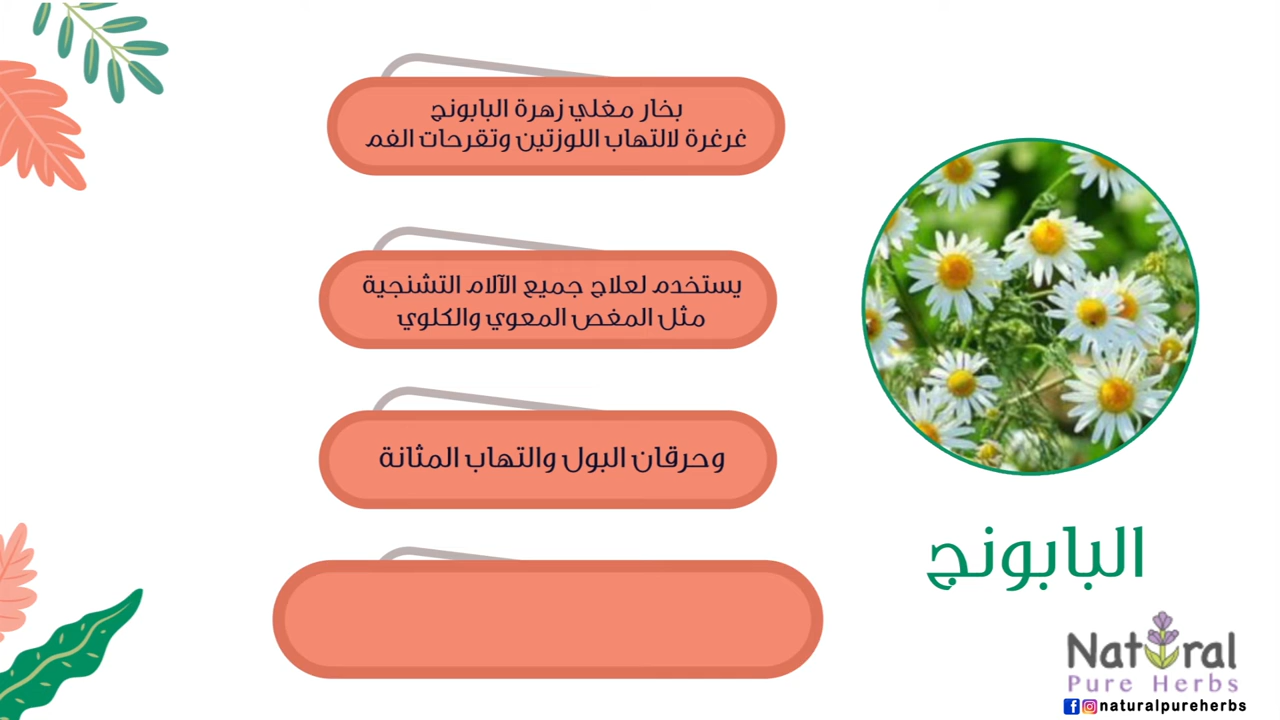 بخار مغلي زهرة البابونج
غرغرة لالتهاب اللوزتين وتقرحات الفم
يستخدم لعلاج جميع الآلام التشنجية
مثل المغص المعوي والكلوي
وحرقان البول والتهاب المثانة
البابونج
Natural
Pure Herbs
naturalpureherbs